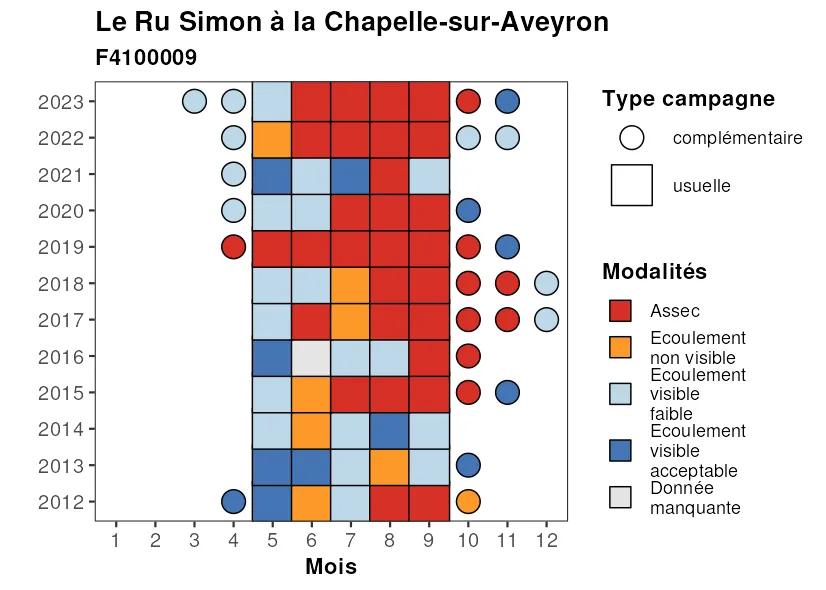 Le Ru Simon à la Chapelle-sur-Aveyron
F4100009
2023
2022
2021
2020
2019
2018
2017
2016
2015
2014
2013
2012
1 2 3 4 5 6 7 8 9 10 11 12
Mois
Type campagne
complémentaire
usuelle
Modalités
Assec
Ecoulement
non visible
Ecoulement
visible
faible
Ecoulement
visible
acceptable
Donnée
manquante